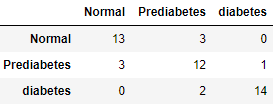 Normal Prediabetes diabetes
Normal 13 3 0
Prediabetes 3 12 1
diabetes 0 2 14